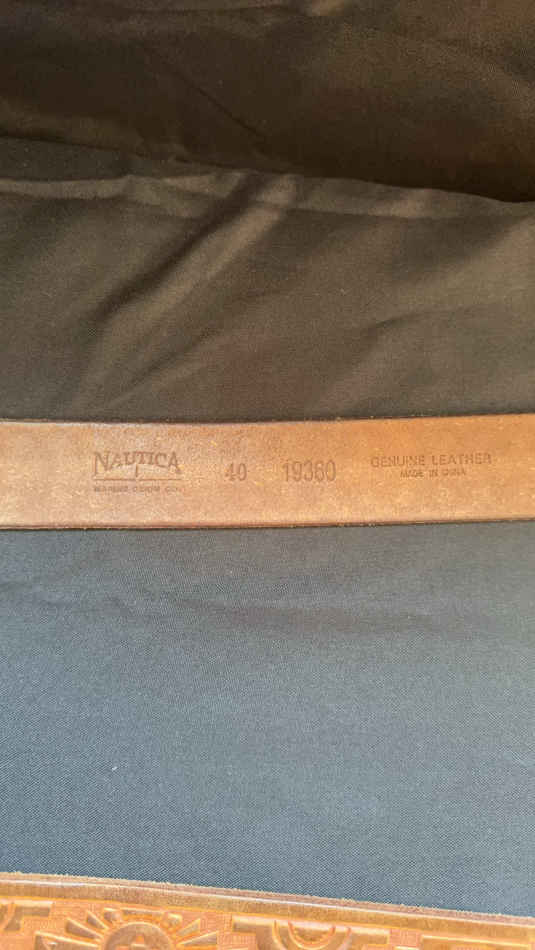 NAUTICA 40 19360 GENUINE LEATHER
MADE IN CHINA